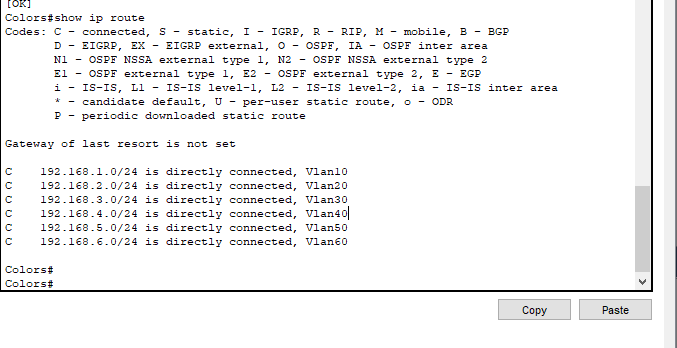 [OK]
Colors#show ip route
Codes: C - connected, S - static, I - IGRP, R - RIP, M - mobile, B - BGP
D - EIGRP, EX - EIGRP external, O - OSPF, IA - OSPF inter area
N1 - OSPF NSSA external type 1, N2 - OSPF NSSA external type 2
E1 - OSPF external type 1, E2 - OSPF external type 2, E - EGP
i - IS-IS, L1 - IS-IS level-1, L2 - IS-IS level-2, ia - IS-IS inter area
* - candidate default, U - per-user static route, o - ODR
P - periodic downloaded static route
Gateway of last resort is not set
C 192.168.1.0/24 is directly connected, Vlan10
C 192.168.2.0/24 is directly connected, Vlan20
C 192.168.3.0/24 is directly connected, Vlan30
C 192.168.4.0/24 is directly connected, Vlan40
C 192.168.5.0/24 is directly connected, Vlan50
C 192.168.6.0/24 is directly connected, Vlan60
Colors#
Colors#
Copy Paste